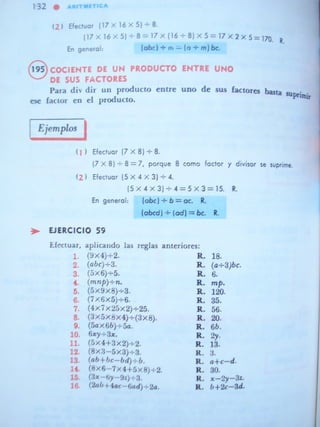 132 ● ARITMETICA
(2) Efectuar (17 × 16 × 5) ÷ 8.
(17 × 16 × 5) ÷ 8 = 17 × (16 ÷ 8) × 5 = 17 × 2 × 5 = 170. R.
En general: (abc) ÷ m = (a ÷ m) bc.
195 COCIENTE DE UN PRODUCTO ENTRE UNO
DE SUS FACTORES
Para dividir un producto entre uno de sus factores basta suprimir
ese factor en el producto.
Ejemplos
(1) Efectuar (7 × 8) ÷ 8.
(7 × 8) ÷ 8 = 7, porque 8 como factor y divisor se suprime.
(2) Efectuar (5 × 4 × 3) ÷ 4.
(5 × 4 × 3) ÷ 4 = 5 × 3 = 15. R.
En general: (abc) ÷ b = ac. R.
(abcd) ÷ (ad) = bc. R.
➤ EJERCICIO 59
Efectuar, aplicando las reglas anteriores:
1. (9×4)÷2. R. 18.
2. (abc)÷3. R. (a÷3)bc.
3. (5×6)÷5. R. 6.
4. (mnp)÷n. R. mp.
5. (5×9×8)÷3. R. 120.
6. (7×6×5)÷6. R. 35.
7. (4×7×25×2)÷25. R. 56.
8. (3×5×8×4)÷(3×8). R. 20.
9. (5a×6b)÷5a. R. 6b.
10. 6xy÷3x. R. 2y.
11. (5×4+3×2)÷2. R. 13.
12. (8×3−5×3)÷3. R. 3.
13. (ab+bc−bd)÷b. R. a+c−d.
14. (8×6−7×4+5×8)÷2. R. 30.
15. (3x−6y−9z)÷3. R. x−2y−3z.
16. (2ab+4ac−6ad)÷2a. R. b+2c−3d.